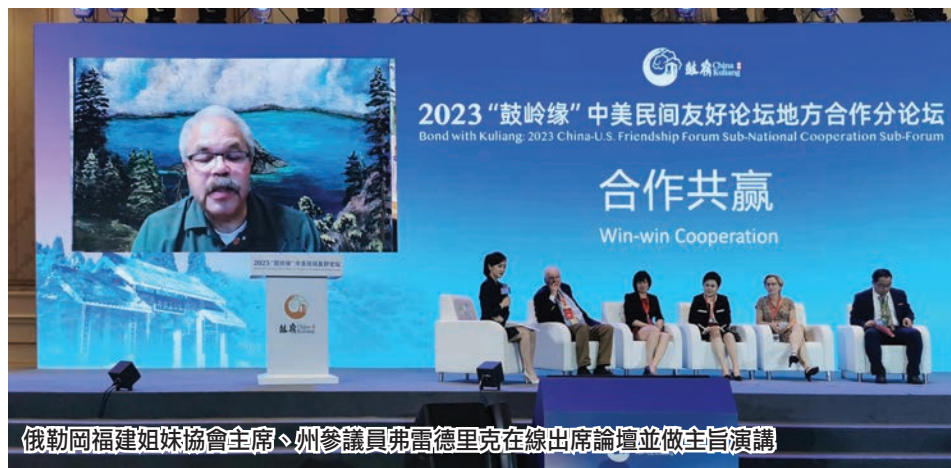 鼓嶺 China & Kuliang
2023“鼓岭缘”中美民间友好论坛地方合作分论坛
Bond with Kuliang: 2023 China-U.S. Friendship Forum Sub-National Cooperation Sub-Forum
合作共赢
Win-win Cooperation
2023“鼓岭缘”中美民间友好论坛
鼓嶺 China & Kuliang
俄勒岡福建姐妹協會主席、州參議員弗雷德里克在線出席論壇並做主旨演講